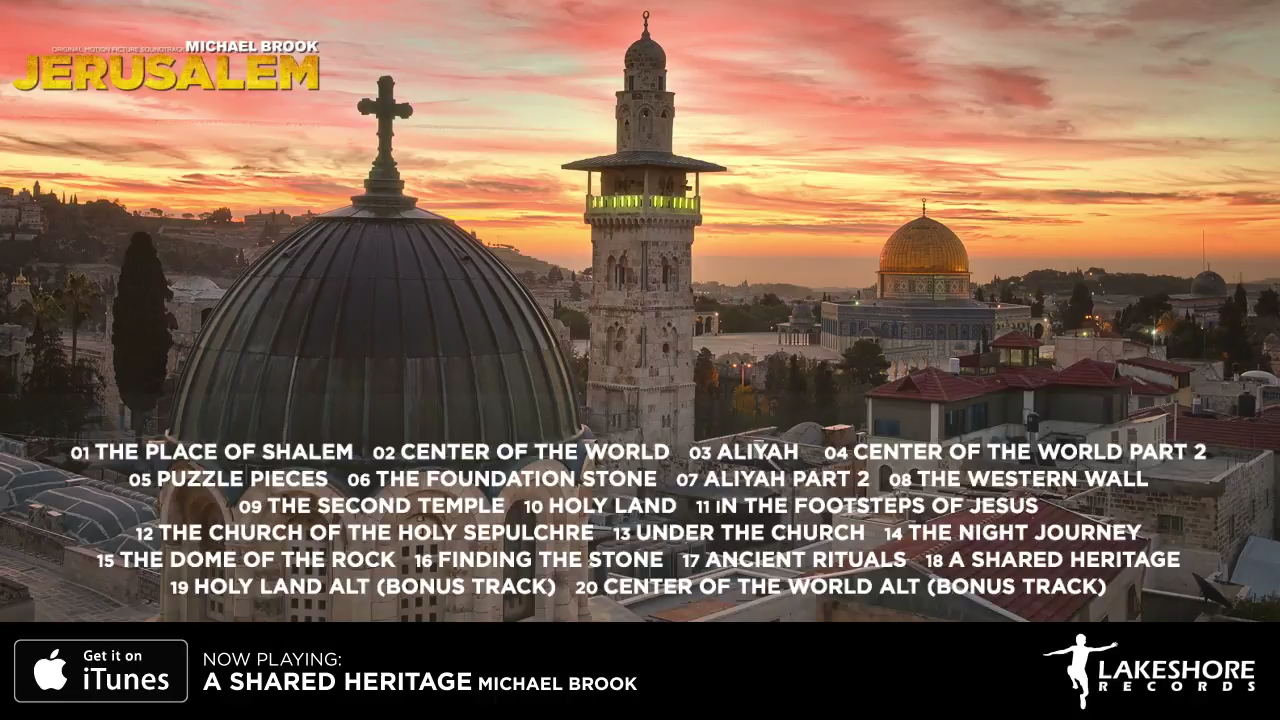 ORIGINAL MOTION PICTURE SOUNDTRACK MICHAEL BROOK
JERUSALEM
01 THE PLACE OF SHALEM 02 CENTER OF THE WORLD 03 ALIYAH 04 CENTER OF THE WORLD PART 2
05 PUZZLE PIECES 06 THE FOUNDATION STONE 07 ALIYAH PART 2 08 THE WESTERN WALL
09 THE SECOND TEMPLE 10 HOLY LAND 11 IN THE FOOTSTEPS OF JESUS
12 THE CHURCH OF THE HOLY SEPULCHRE 13 UNDER THE CHURCH 14 THE NIGHT JOURNEY
15 THE DOME OF THE ROCK 16 FINDING THE STONE 17 ANCIENT RITUALS 18 A SHARED HERITAGE
19 HOLY LAND ALT (BONUS TRACK) 20 CENTER OF THE WORLD ALT (BONUS TRACK)
Get it on
iTunes
NOW PLAYING:
A SHARED HERITAGE MICHAEL BROOK
LAKESHORE
RECORDS